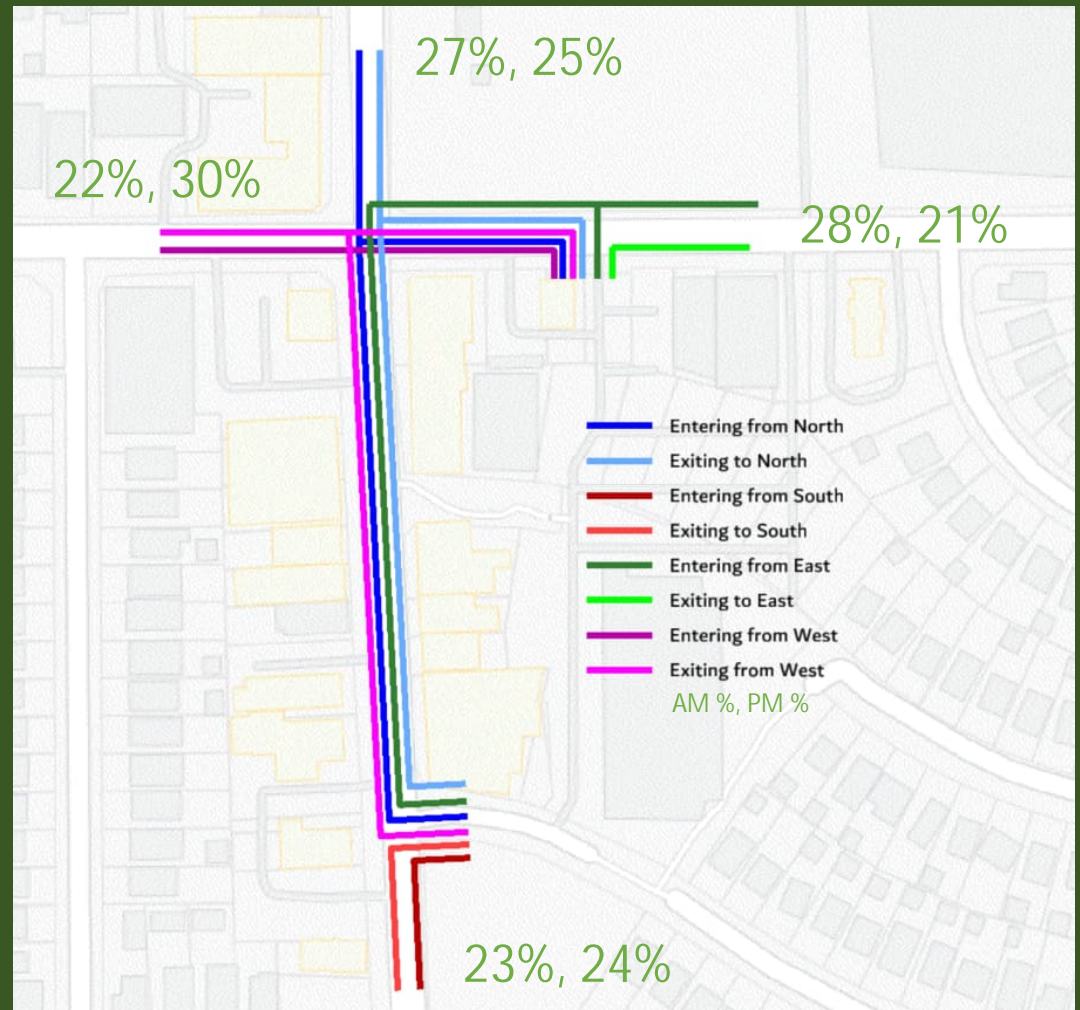 27%, 25%
22%, 30%
28%, 21%
Entering from North
Exiting to North
Entering from South
Exiting to South
Entering from East
Exiting to East
Entering from West
Exiting from West
AM %, PM %
23%, 24%